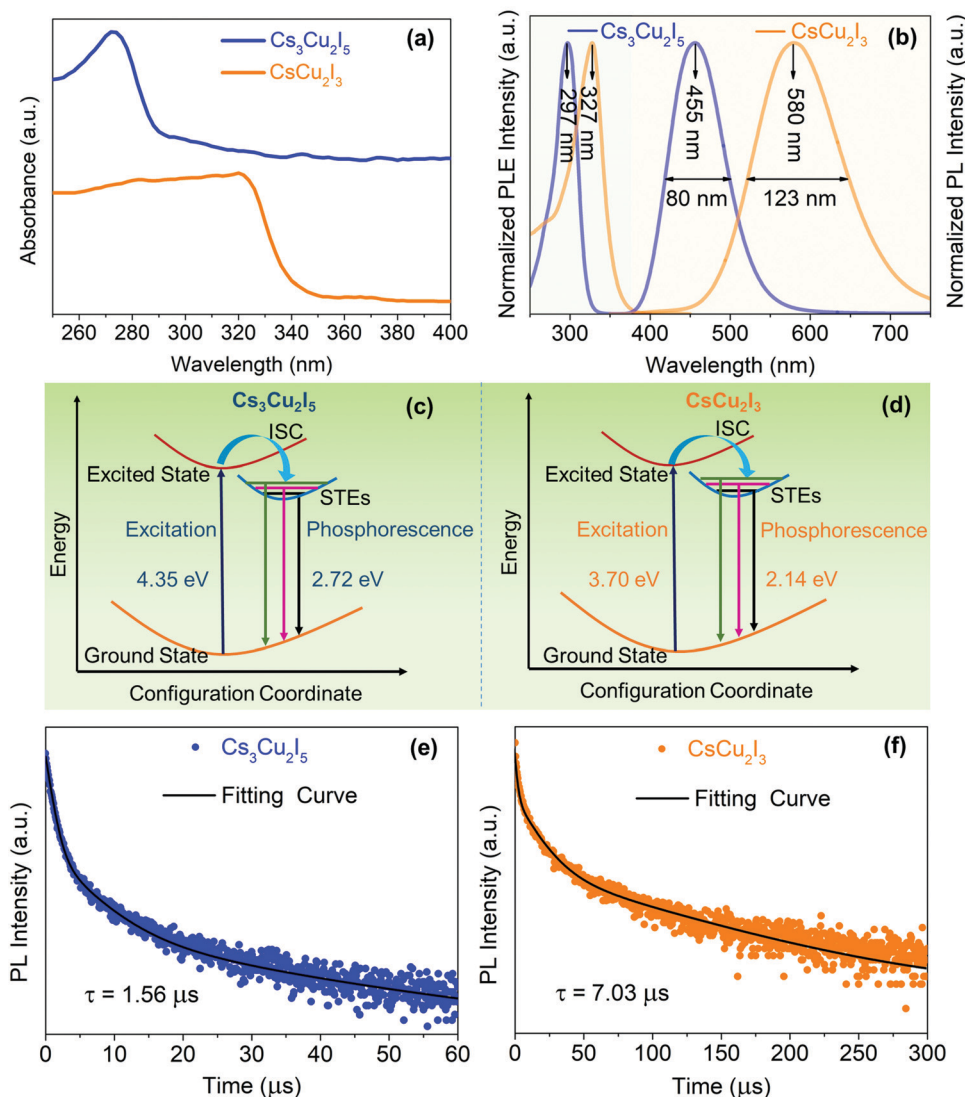 Cs₃Cu₂I₅
CsCu₂I₃
(a)
Absorbance (a.u.)
260 280 300 320 340 360 380 400
Wavelength (nm)
Cs₃Cu₂I₅
CsCu₂I₃
(b)
Normalized PLE Intensity (a.u.)
Normalized PL Intensity (a.u.)
297 nm
327 nm
455 nm
580 nm
80 nm
123 nm
300 400 500 600 700
Wavelength (nm)
Cs₃Cu₂I₅
(c)
ISC
Excited State
STEs
Excitation
Phosphorescence
4.35 eV
2.72 eV
Ground State
Energy
Configuration Coordinate
CsCu₂I₃
(d)
ISC
Excited State
STEs
Excitation
Phosphorescence
3.70 eV
2.14 eV
Ground State
Energy
Configuration Coordinate
Cs₃Cu₂I₅
(e)
Fitting Curve
PL Intensity (a.u.)
τ = 1.56 μs
0 10 20 30 40 50 60
Time (μs)
CsCu₂I₃
(f)
Fitting Curve
PL Intensity (a.u.)
τ = 7.03 μs
0 50 100 150 200 250 300
Time (μs)